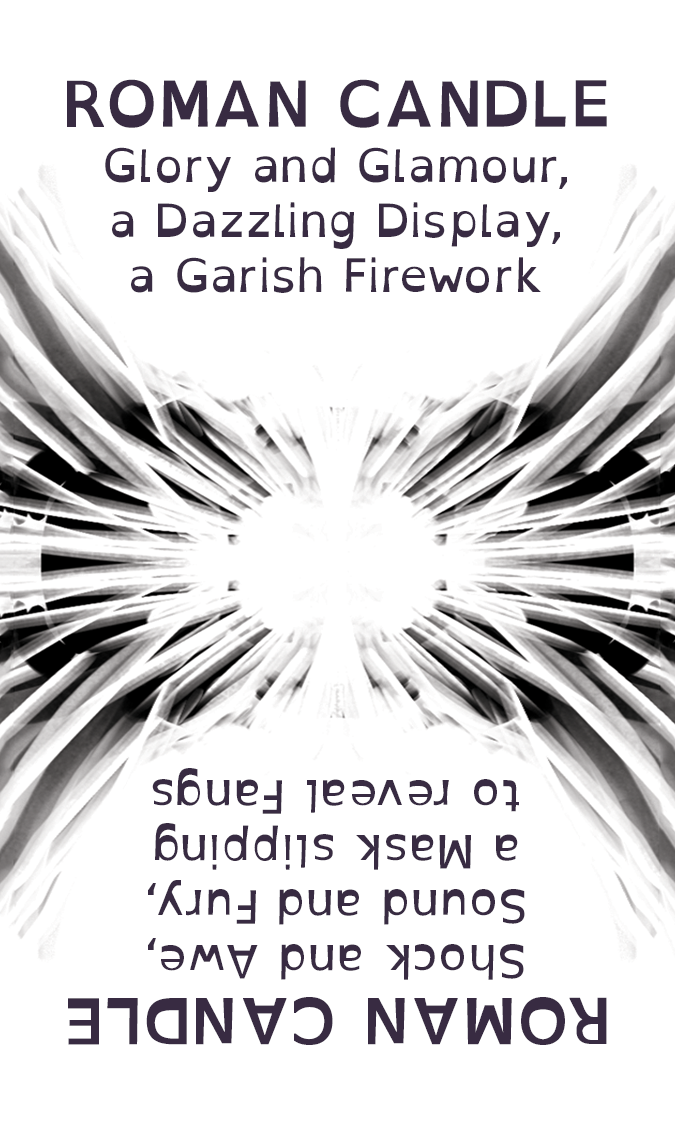 ROMAN CANDLE
Glory and Glamour,
a Dazzling Display,
a Garish Firework
ROMAN CANDLE
Shock and Awe,
Sound and Fury,
a Mask slipping
to reveal Fangs